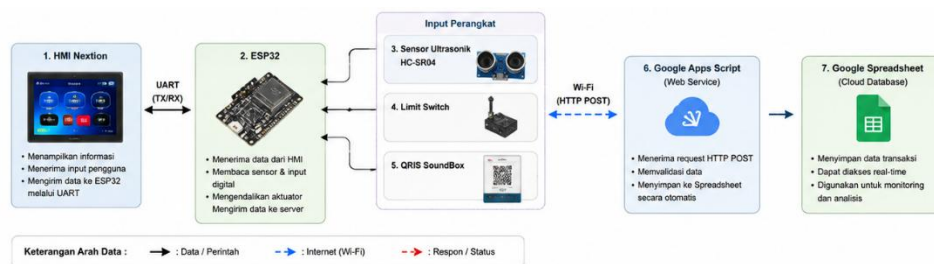 1. HMI Nextion
• Menampilkan informasi
• Menerima input pengguna
• Mengirim data ke ESP32
melalui UART
UART
(TX/RX)
2. ESP32
• Menerima data dari HMI
• Membaca sensor & input
digital
• Mengendalikan aktuator
Mengirim data ke server
Input Perangkat
3. Sensor Ultrasonik
HC-SR04
4. Limit Switch
5. QRIS SoundBox
Wi-Fi
(HTTP POST)
6. Google Apps Script
(Web Service)
• Menerima request HTTP POST
• Memvalidasi data
• Menyimpan ke Spreadsheet
secara otomatis
7. Google Spreadsheet
(Cloud Database)
• Menyimpan data transaksi
• Dapat diakses real-time
• Digunakan untuk monitoring
dan analisis
Keterangan Arah Data : : Data / Perintah : Internet (Wi-Fi) : Respon / Status